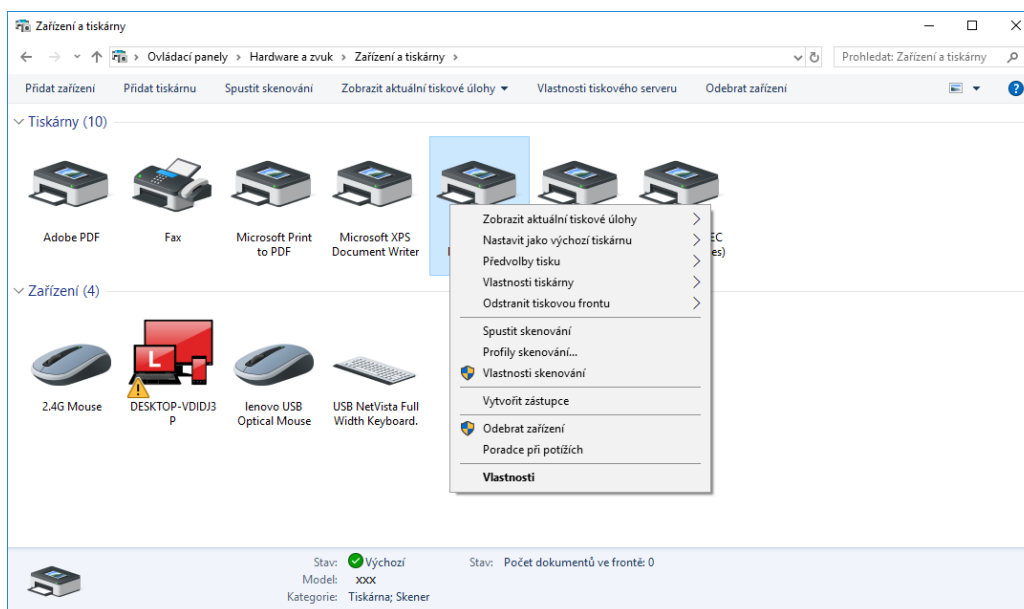 Zařízení a tiskárny
Ovládací panely > Hardware a zvuk > Zařízení a tiskárny >
Prohledat: Zařízení a tiskárny
Přidat zařízení Přidat tiskárnu Spustit skenování Zobrazit aktuální tiskové úlohy Vlastnosti tiskového serveru Odebrat zařízení
Tiskárny (10)
Adobe PDF
Fax
Microsoft Print
to PDF
Microsoft XPS
Document Writer
EC
es)
Zobrazit aktuální tiskové úlohy
Nastavit jako výchozí tiskárnu
Předvolby tisku
Vlastnosti tiskárny
Odstranit tiskovou frontu
Spustit skenování
Profily skenování...
Vlastnosti skenování
Vytvořit zástupce
Odebrat zařízení
Poradce při potížích
Vlastnosti
Zařízení (4)
2.4G Mouse
L
DESKTOP-VDIDJ3
P
lenovo USB
Optical Mouse
USB NetVista Full
Width Keyboard.
Stav: Výchozí
Stav: Počet dokumentů ve frontě: 0
Model: xxx
Kategorie: Tiskárna; Skener